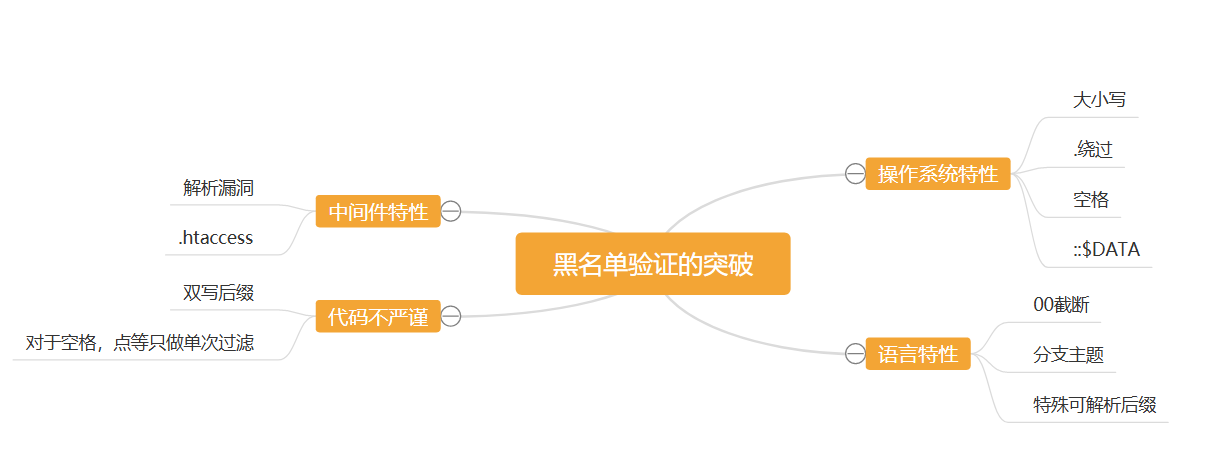 黑名单验证的突破
操作系统特性
大小写
.绕过
空格
::$DATA
语言特性
00截断
分支主题
特殊可解析后缀
中间件特性
解析漏洞
.htaccess
代码不严谨
双写后缀
对于空格，点等只做单次过滤